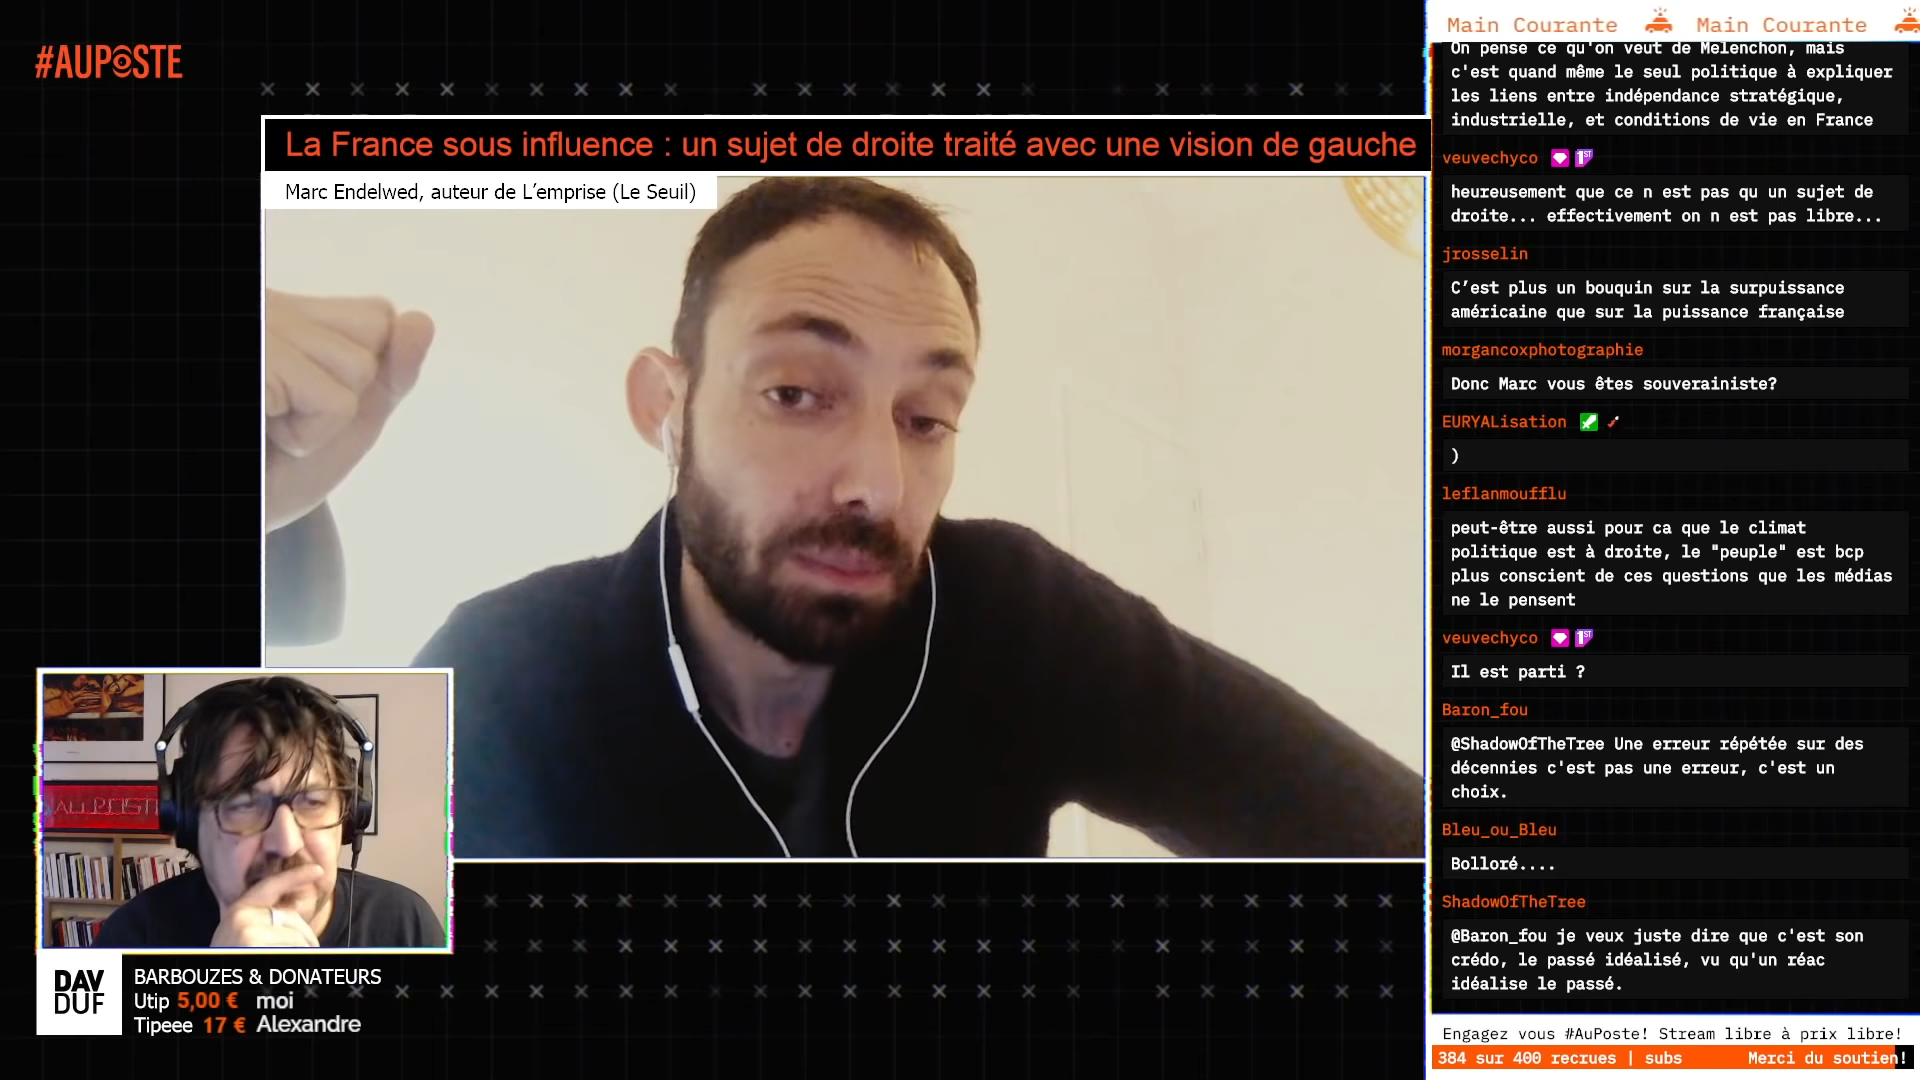 #AUPOSTE
La France sous influence : un sujet de droite traité avec une vision de gauche
Marc Endelwed, auteur de L'emprise (Le Seuil)
AU POSTE
DAV
DUF
BARBOUZES & DONATEURS
Utip 5,00 € moi
Tipeee 17 € Alexandre
Main Courante Main Courante
On pense ce qu'on veut de Melenchon, mais
c'est quand même le seul politique à expliquer
les liens entre indépendance stratégique,
industrielle, et conditions de vie en France
veuvechyco 1ST
heureusement que ce n est pas qu un sujet de
droite... effectivement on n est pas libre...
jrosselin
C’est plus un bouquin sur la surpuissance
américaine que sur la puissance française
morgancoxphotographie
Donc Marc vous êtes souverainiste?
EURYALisation
)
leflanmoufflu
peut-être aussi pour ca que le climat
politique est à droite, le "peuple" est bcp
plus conscient de ces questions que les médias
ne le pensent
veuvechyco 1ST
Il est parti ?
Baron_fou
@ShadowOfTheTree Une erreur répétée sur des
décennies c'est pas une erreur, c'est un
choix.
Bleu_ou_Bleu
Bolloré....
ShadowOfTheTree
@Baron_fou je veux juste dire que c'est son
crédo, le passé idéalisé, vu qu'un réac
idéalise le passé.
Engagez vous #AuPoste! Stream libre à prix libre!
384 sur 400 recrues | subs Merci du soutien!